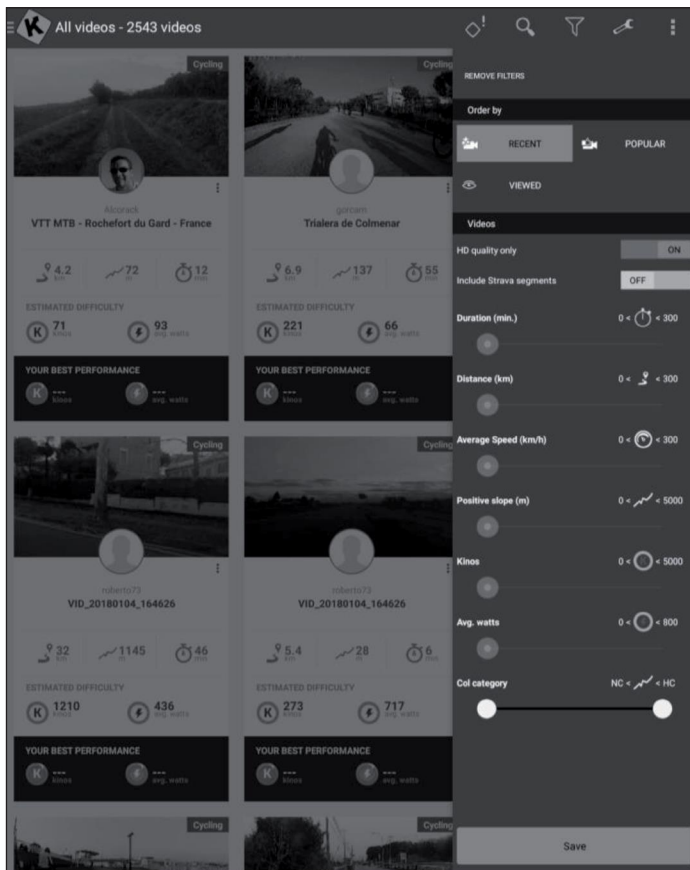 K All videos - 2543 videos
Cycling
Alcorac1
VTT MTB - Rochefort du Gard - France
4.2 km 72 m 12 min
ESTIMATED DIFFICULTY
K 71 kinos 93 avg. watts
YOUR BEST PERFORMANCE
K --- kinos --- avg. watts
Cycling
gorcam
Trialera de Colmenar
6.9 km 137 m 55 min
ESTIMATED DIFFICULTY
K 221 kinos 66 avg. watts
YOUR BEST PERFORMANCE
K --- kinos --- avg. watts
Cycling
roberto73
VID_20180104_164626
32 km 1145 m 46 min
ESTIMATED DIFFICULTY
K 1210 kinos 436 avg. watts
YOUR BEST PERFORMANCE
K --- kinos --- avg. watts
Cycling
roberto73
VID_20180104_164626
5.4 km 28 m 6 min
ESTIMATED DIFFICULTY
K 273 kinos 717 avg. watts
YOUR BEST PERFORMANCE
K --- kinos --- avg. watts
Cycling
Cycling
REMOVE FILTERS
Order by
RECENT POPULAR
VIEWED
Videos
HD quality only ON
Include Strava segments OFF
Duration (min.) 0 < < 300
Distance (km) 0 < < 300
Average Speed (km/h) 0 < < 300
Positive slope (m) 0 < < 5000
Kinos 0 < < 5000
Avg. watts 0 < < 800
Col category NC < < HC
Save